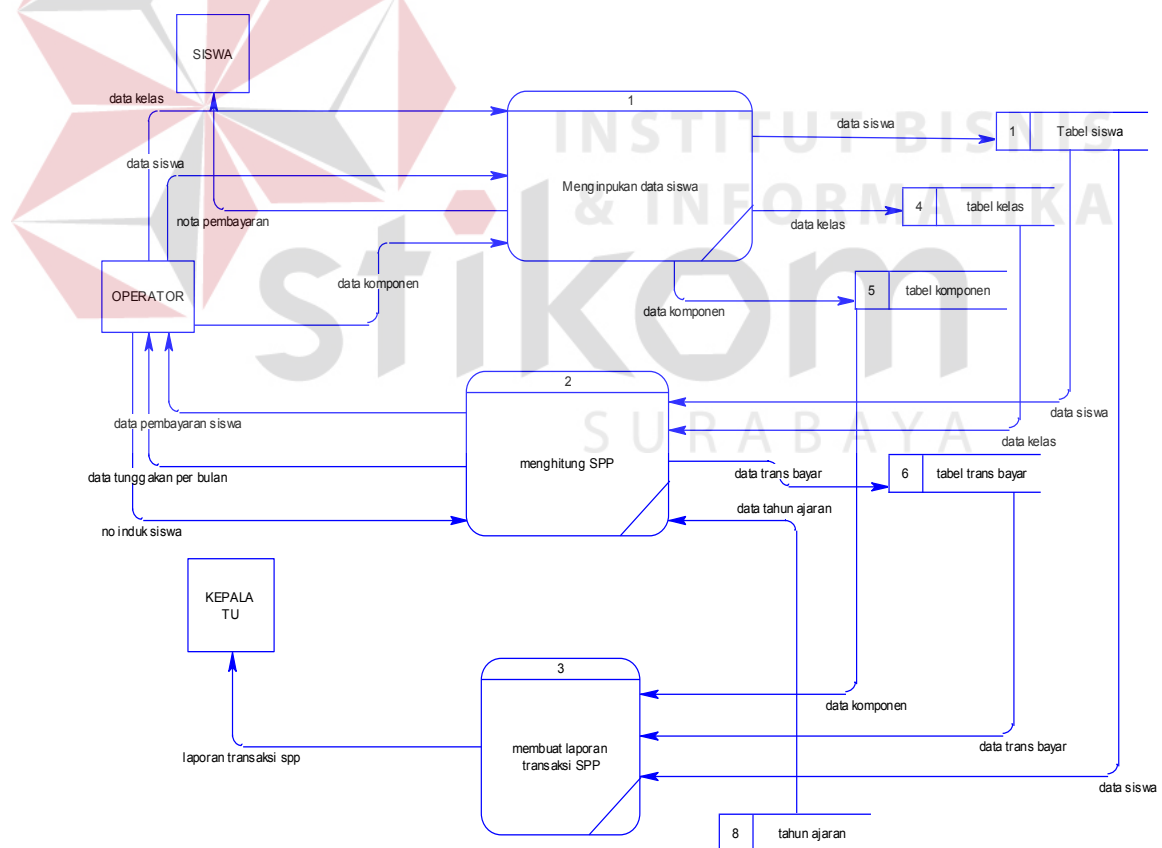 SISWA
data kelas
1
data siswa
1
Tabel siswa
INSTITUT BISNIS
data siswa
Menginpukan data siswa
& INFORMATIKA
4
tabel kelas
nota pembayaran
data kelas
stikom
OPERATOR
data komponen
data komponen
5
tabel komponen
2
data pembayaran siswa
data siswa
SURABAYA
data kelas
menghitung SPP
data trans bayar
6
tabel trans bayar
data tunggakan per bulan
data tahun ajaran
no induk siswa
KEPALA
TU
3
data komponen
laporan transaksi spp
membuat laporan
transaksi SPP
data trans bayar
data siswa
8
tahun ajaran